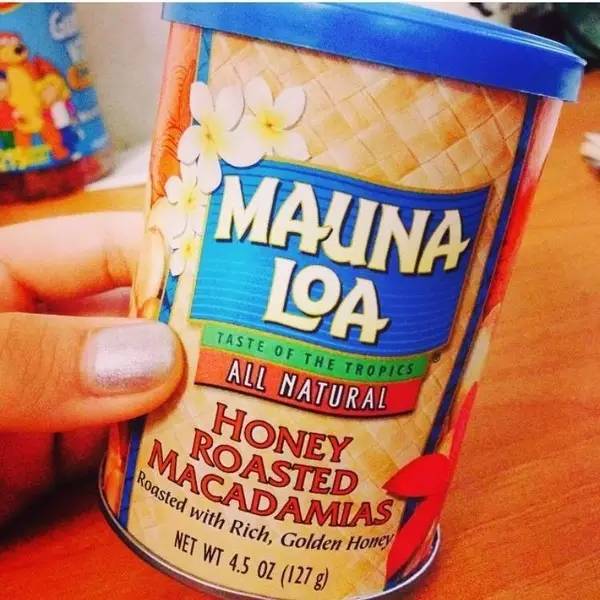 MAUNA
LOA
®
TASTE OF THE TROPICS
ALL NATURAL
HONEY
ROASTED
MACADAMIAS
Roasted with Rich, Golden Honey
NET WT 4.5 OZ (127 g)